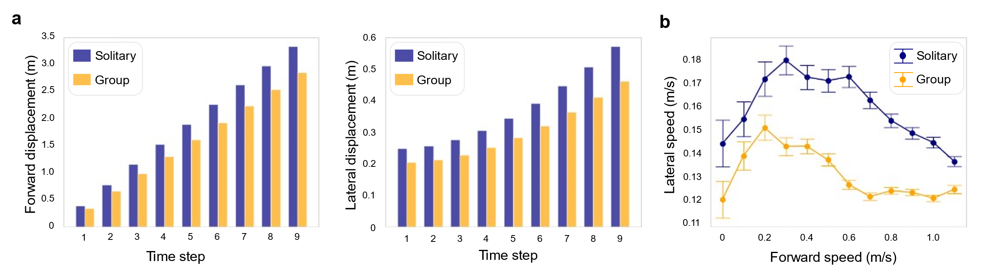 a
Forward displacement (m)
3.5
3.0
2.5
2.0
1.5
1.0
0.5
0
Solitary
Group
1 2 3 4 5 6 7 8 9
Time step
Lateral displacement (m)
0.6
0.5
0.4
0.3
0.2
0.1
0
Solitary
Group
1 2 3 4 5 6 7 8 9
Time step
b
Lateral speed (m/s)
0.18
0.17
0.16
0.15
0.14
0.13
0.12
0.11
Solitary
Group
0 0.2 0.4 0.6 0.8 1.0
Forward speed (m/s)